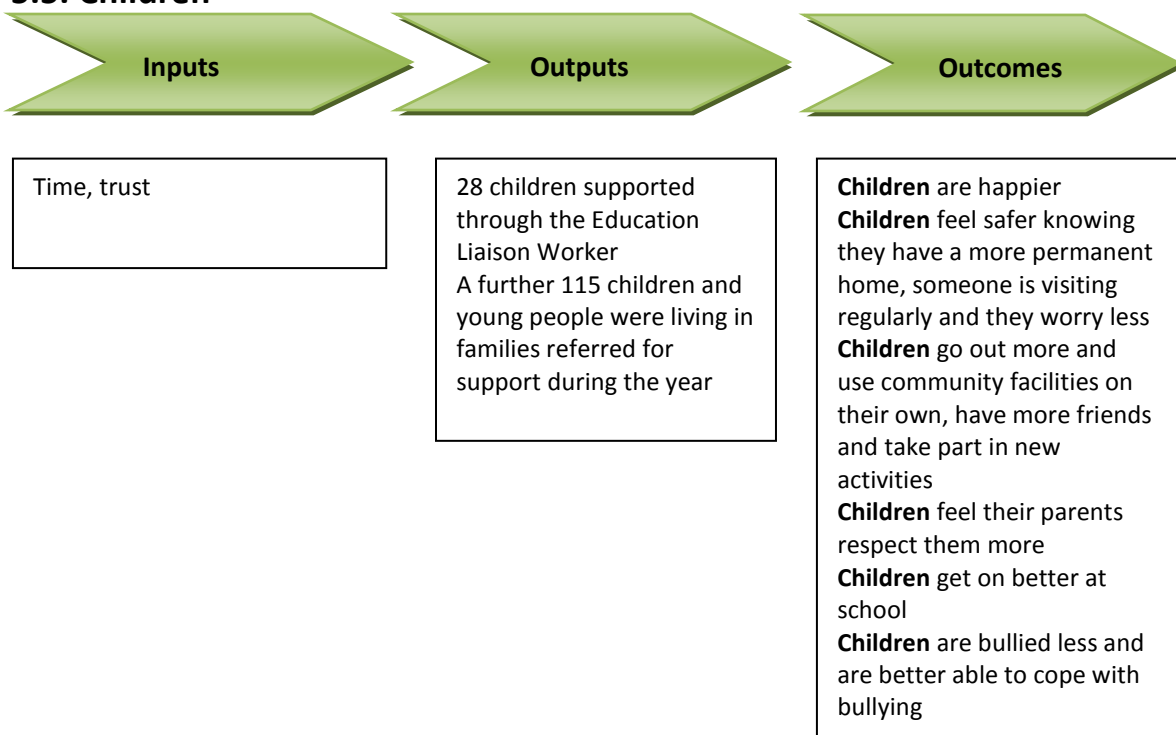 5.5. Children
Inputs
Outputs
Outcomes
Time, trust
28 children supported
through the Education
Liaison Worker
A further 115 children and
young people were living in
families referred for
support during the year
Children are happier
Children feel safer knowing
they have a more permanent
home, someone is visiting
regularly and they worry less
Children go out more and
use community facilities on
their own, have more friends
and take part in new
activities
Children feel their parents
respect them more
Children get on better at
school
Children are bullied less and
are better able to cope with
bullying